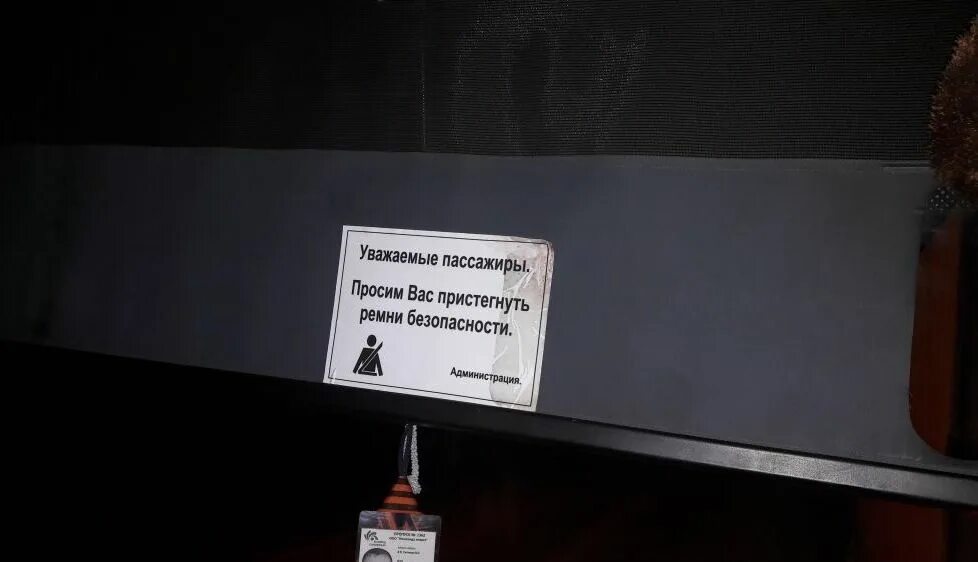 Уважаемые пассажиры.
Просим Вас пристегнуть
ремни безопасности.
Администрация.